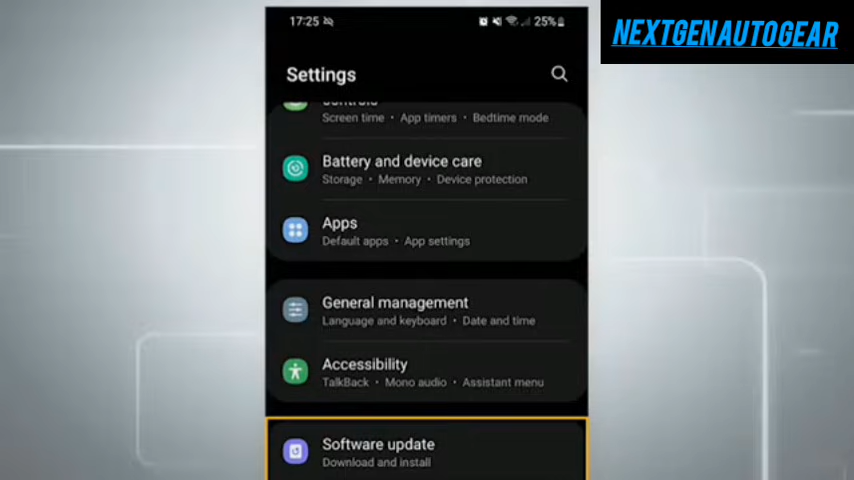 17:25
25%
NEXTGENAUTOGEAR
Settings
Controls
Screen time • App timers • Bedtime mode
Battery and device care
Storage • Memory • Device protection
Apps
Default apps • App settings
General management
Language and keyboard • Date and time
Accessibility
TalkBack • Mono audio • Assistant menu
Software update
Download and install